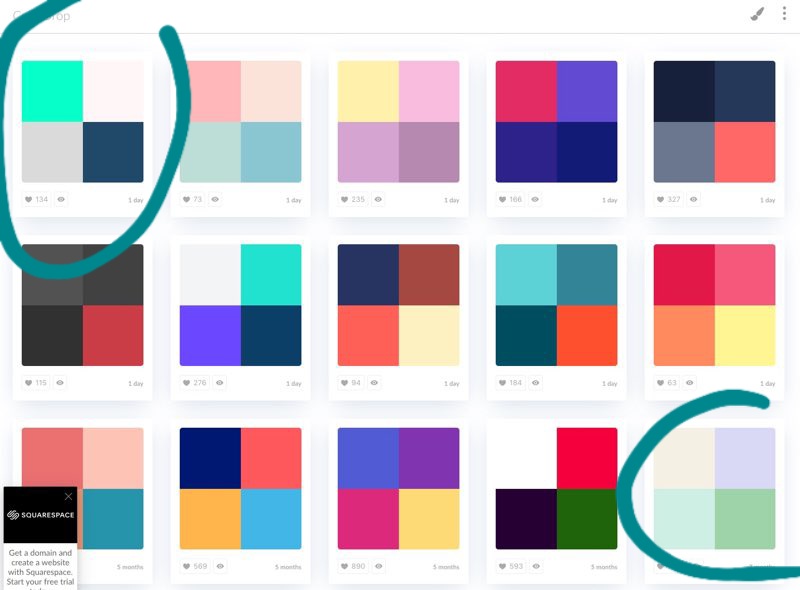 134 1 day
73 1 day
235 1 day
166 1 day
327 1 day
115 1 day
276 1 day
94 1 day
184 1 day
63 1 day
5 months
569 5 months
890 5 months
593 5 months
SQUARESPACE
Get a domain and
create a website
with Squarespace.
Start your free trial